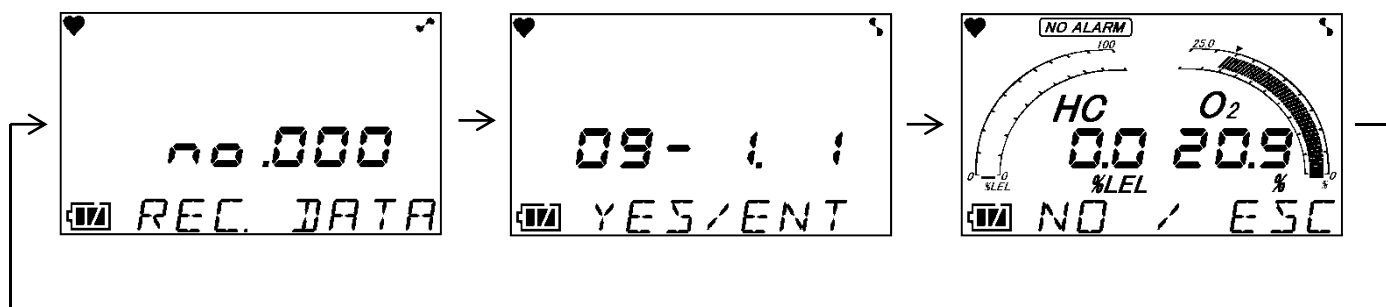 no.000
REC. DATA
09- 1. 1
YES/ENT
NO ALARM
100
25.0
HC
O2
0.0
20.9
0
0
0
%LEL
%LEL
%
%
NO / ESC